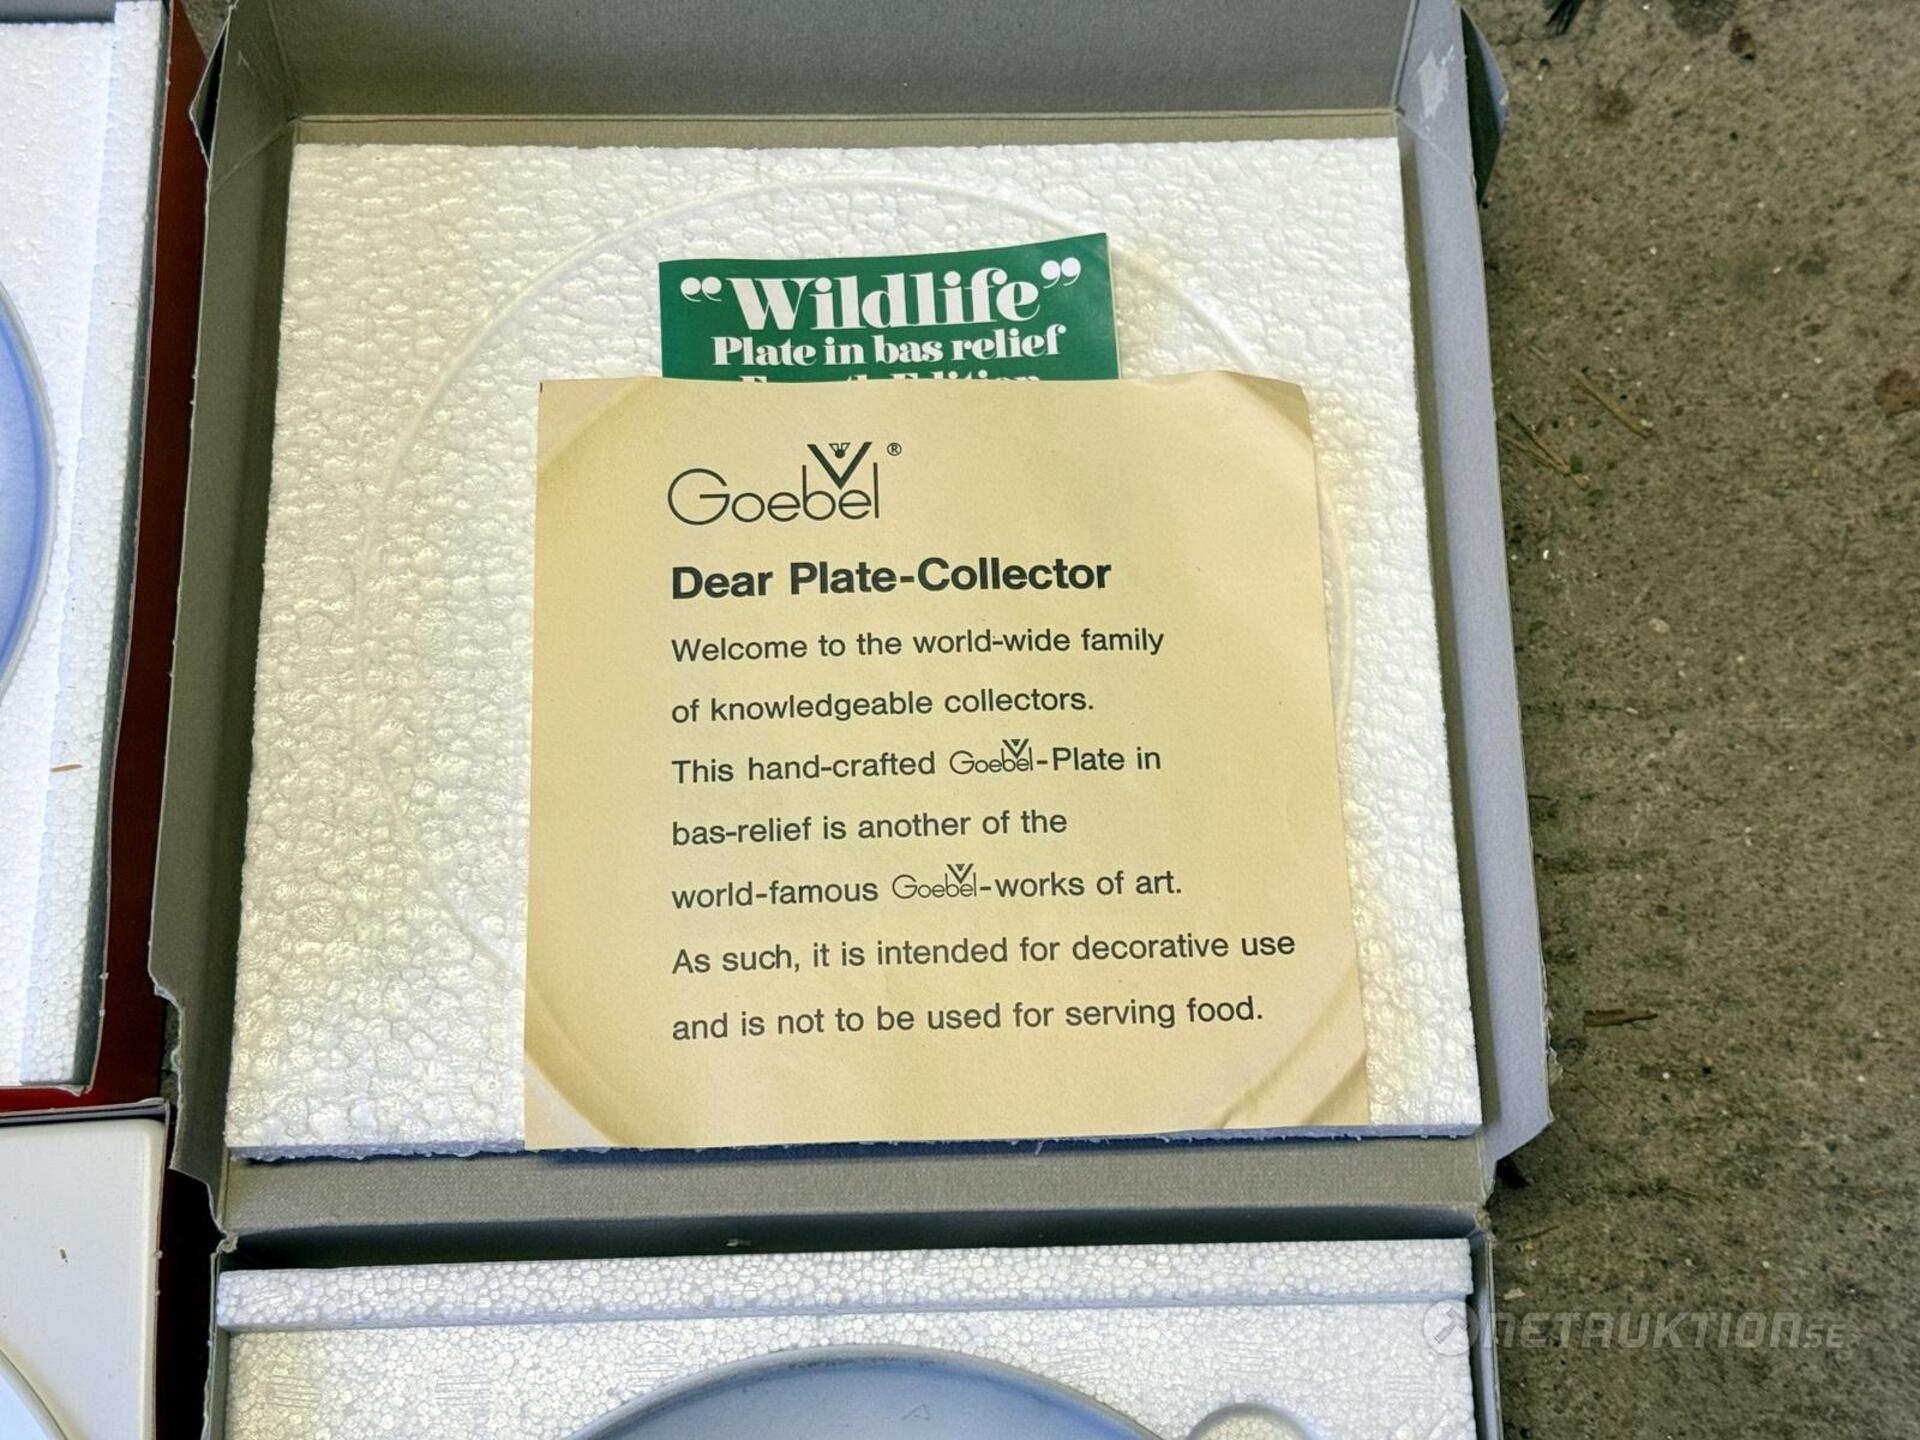 “Wildlife”
Plate in bas relief
Fourth Edition
Goebel ®
Dear Plate-Collector
Welcome to the world-wide family
of knowledgeable collectors.
This hand-crafted Goebel-Plate in
bas-relief is another of the
world-famous Goebel-works of art.
As such, it is intended for decorative use
and is not to be used for serving food.
NETAUKTION.SE